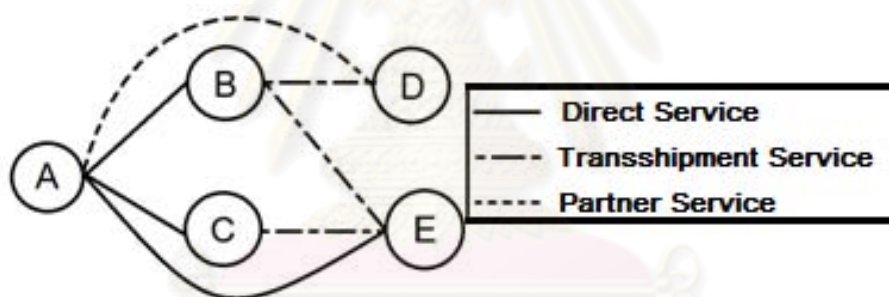 B
D
A
C
E
Direct Service
Transshipment Service
Partner Service